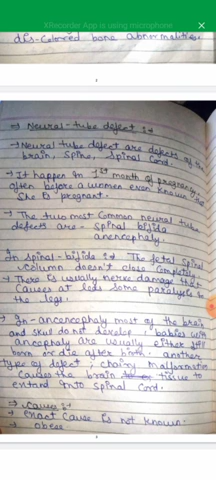 XRecorder App is using microphone
dis-colored bone abnormalities.
⇒ Neural-tube defect :-
→ Neural tube defect are defects of the
brain, spine, spinal cord.
→ It happen in 1st month of pregnancy
often before a women even known that
she is pregnant.
→ The two most common neural tube
defects are - spinal bifida
anencephaly.
In spinal-bifida :- The fetal spinal
column doesn't close completely.
→ There is usually nerve damage that
causes at least some paralysis to
the legs.
→ In-anencephaly most of the brain
and skull do not develop. babies with
ancephaly are usually either still
born or die after birth. another
type of defect; chairy malformation
causes the brain tissue to
entand into spinal cord.
⇒ Cause :-
→ enact cause is not known.
→ obese